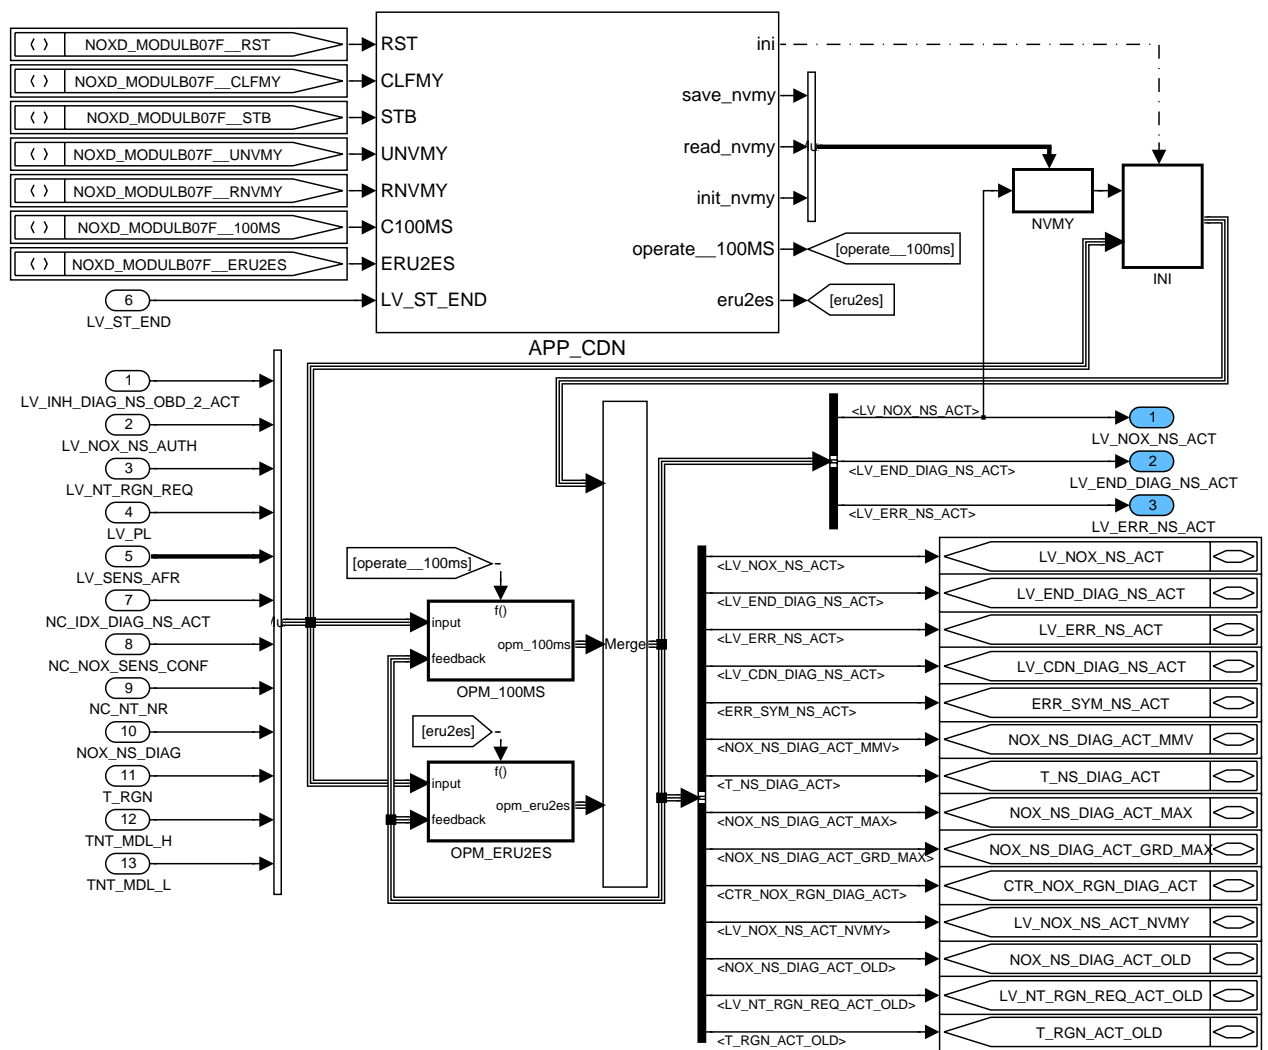 NOXD_MODULB07F__RST
NOXD_MODULB07F__CLFMY
NOXD_MODULB07F__STB
NOXD_MODULB07F__UNVMY
NOXD_MODULB07F__RNVMY
NOXD_MODULB07F__100MS
NOXD_MODULB07F__ERU2ES
6
LV_ST_END
RST
CLFMY
STB
UNVMY
RNVMY
C100MS
ERU2ES
LV_ST_END
ini
save_nvmy
read_nvmy
init_nvmy
operate__100MS
eru2es
APP_CDN
[operate__100ms]
[eru2es]
NVMY
INI
1
LV_INH_DIAG_NS_OBD_2_ACT
2
LV_NOX_NS_AUTH
3
LV_NT_RGN_REQ
4
LV_PL
5
LV_SENS_AFR
7
NC_IDX_DIAG_NS_ACT
8
NC_NOX_SENS_CONF
9
NC_NT_NR
10
NOX_NS_DIAG
11
T_RGN
12
TNT_MDL_H
13
TNT_MDL_L
[operate__100ms]
f()
input
feedback
opm_100ms
OPM_100MS
[eru2es]
f()
input
feedback
opm_eru2es
OPM_ERU2ES
Merge
<LV_NOX_NS_ACT>
1
LV_NOX_NS_ACT
<LV_END_DIAG_NS_ACT>
2
LV_END_DIAG_NS_ACT
<LV_ERR_NS_ACT>
3
LV_ERR_NS_ACT
<LV_NOX_NS_ACT>
LV_NOX_NS_ACT
<LV_END_DIAG_NS_ACT>
LV_END_DIAG_NS_ACT
<LV_ERR_NS_ACT>
LV_ERR_NS_ACT
<LV_CDN_DIAG_NS_ACT>
LV_CDN_DIAG_NS_ACT
<ERR_SYM_NS_ACT>
ERR_SYM_NS_ACT
<NOX_NS_DIAG_ACT_MMV>
NOX_NS_DIAG_ACT_MMV
<T_NS_DIAG_ACT>
T_NS_DIAG_ACT
<NOX_NS_DIAG_ACT_MAX>
NOX_NS_DIAG_ACT_MAX
<NOX_NS_DIAG_ACT_GRD_MAX>
NOX_NS_DIAG_ACT_GRD_MAX
<CTR_NOX_RGN_DIAG_ACT>
CTR_NOX_RGN_DIAG_ACT
<LV_NOX_NS_ACT_NVMY>
LV_NOX_NS_ACT_NVMY
<NOX_NS_DIAG_ACT_OLD>
NOX_NS_DIAG_ACT_OLD
<LV_NT_RGN_REQ_ACT_OLD>
LV_NT_RGN_REQ_ACT_OLD
<T_RGN_ACT_OLD>
T_RGN_ACT_OLD